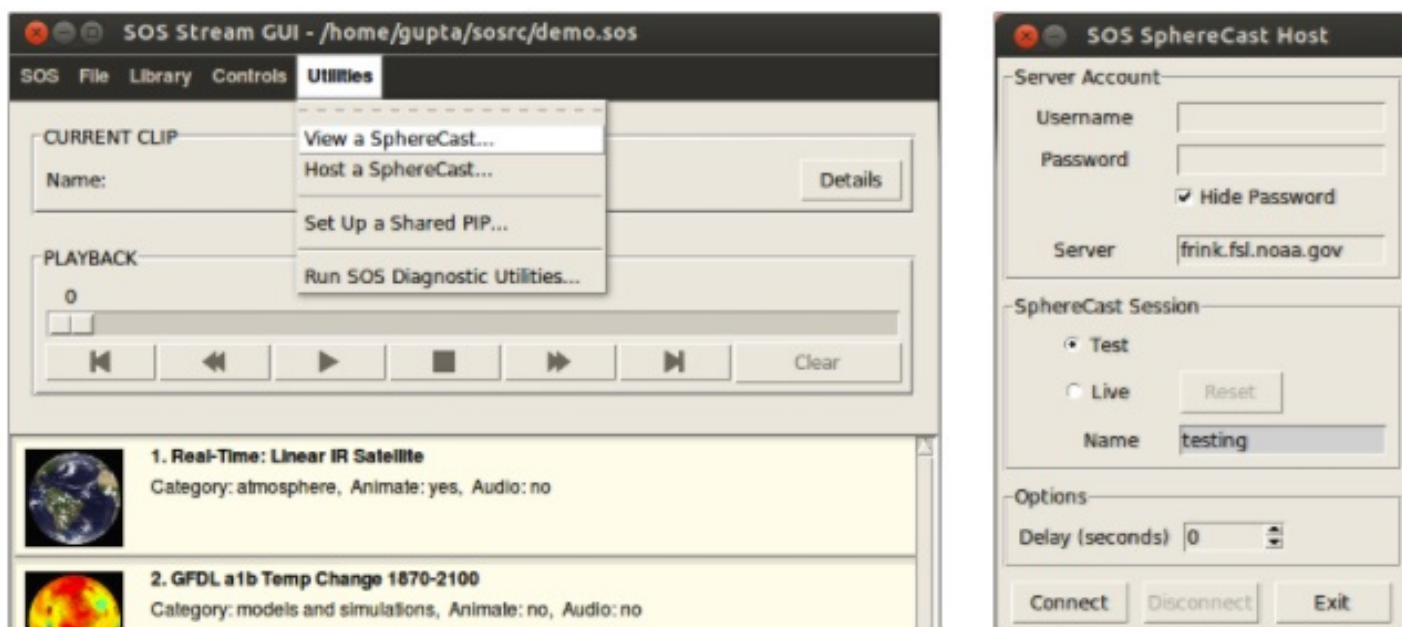 SOS Stream GUI - /home/gupta/sosrc/demo.sos
SOS File Library Controls Utilities
View a SphereCast...
Host a SphereCast...
Set Up a Shared PIP...
Run SOS Diagnostic Utilities...
CURRENT CLIP
Name:
Details
PLAYBACK
0
Clear
1. Real-Time: Linear IR Satellite
Category: atmosphere, Animate: yes, Audio: no
2. GFDL a1b Temp Change 1870-2100
Category: models and simulations, Animate: no, Audio: no
SOS SphereCast Host
Server Account
Username
Password
Hide Password
Server frink.fsl.noaa.gov
SphereCast Session
Test
Live Reset
Name testing
Options
Delay (seconds) 0
Connect Disconnect Exit